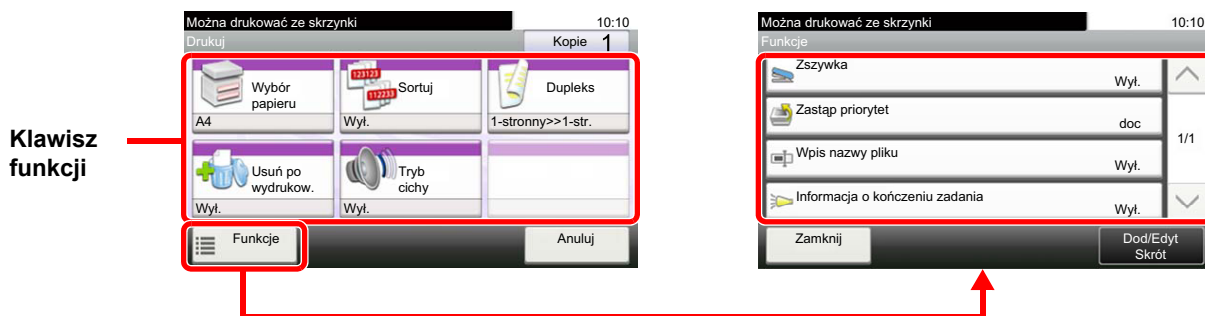 Klawisz
funkcji
Można drukować ze skrzynki 10:10
Drukuj Kopie 1
Wybór
papieru
A4
123123
112233
Sortuj
Wył.
Dupleks
1-stronny>>1-str.
Usuń po
wydrukow.
Wył.
Tryb
cichy
Wył.
Funkcje Anuluj
Można drukować ze skrzynki 10:10
Funkcje
Zszywka
Wył.
Zastąp priorytet
doc
1/1
Wpis nazwy pliku
Wył.
Informacja o kończeniu zadania
Wył.
Zamknij
Dod/Edyt
Skrót